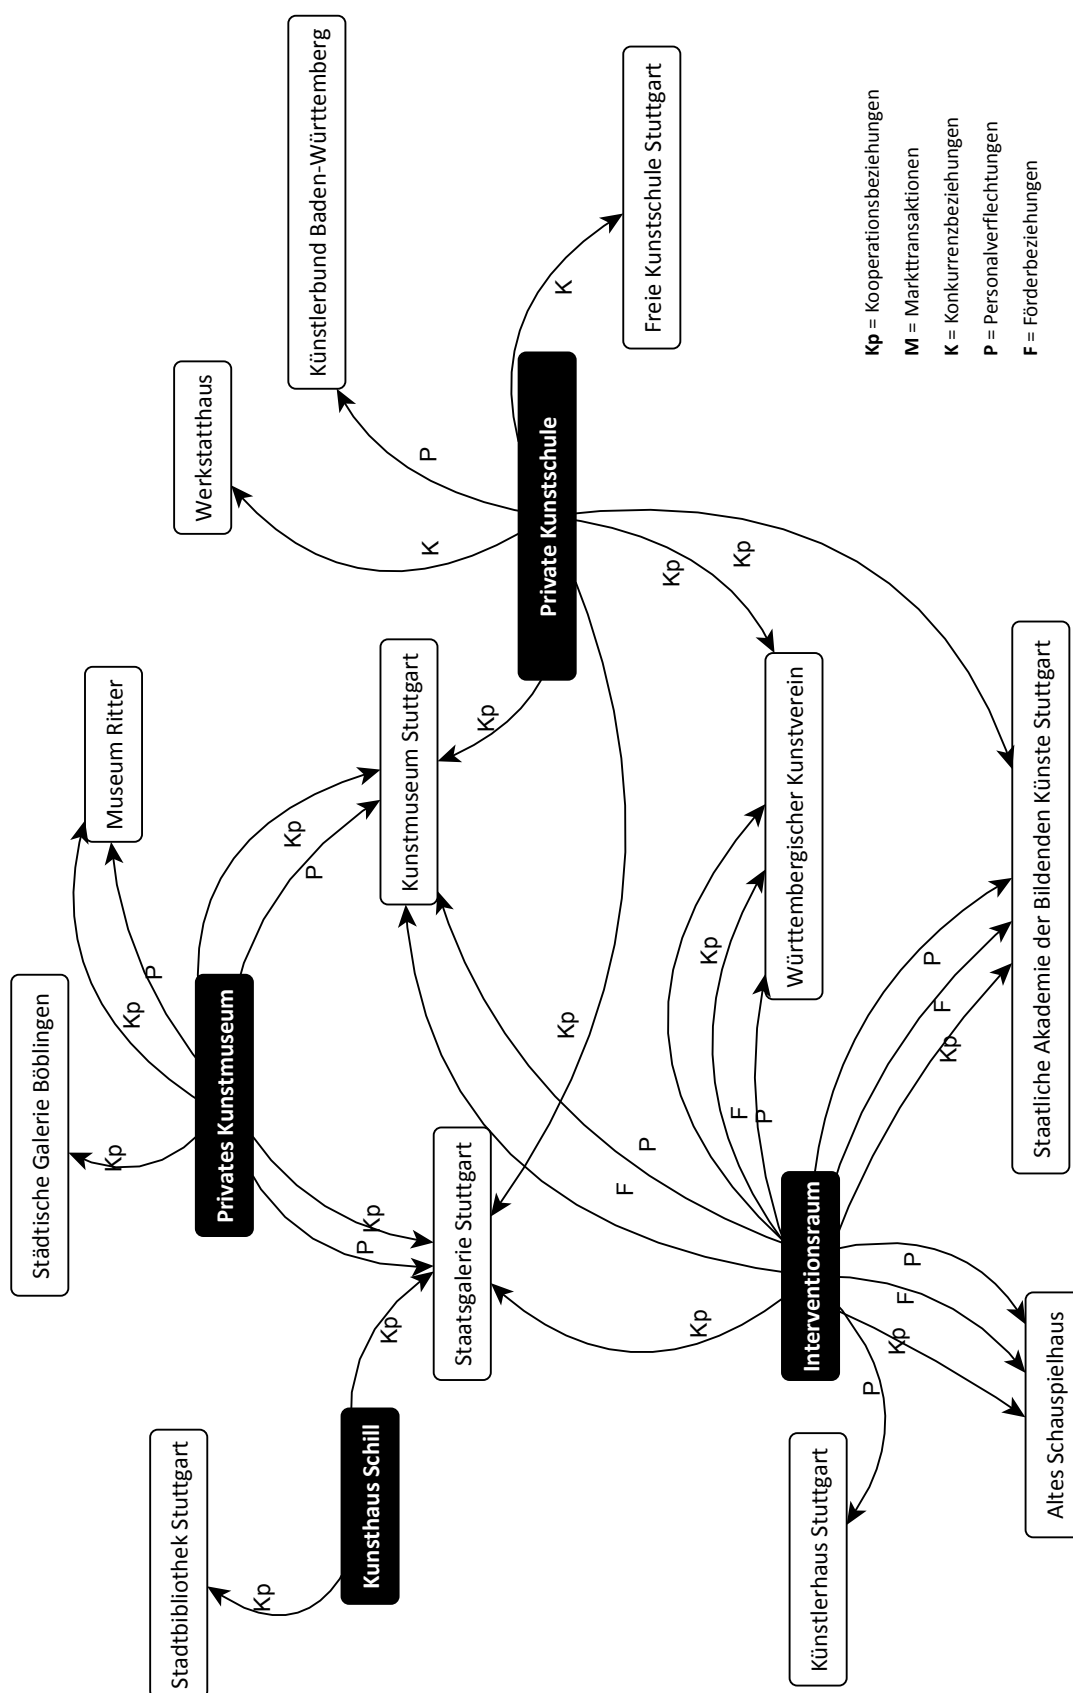 Städtische Galerie Böblingen
Museum Ritter
Kp
Kp
P
Stadtbibliothek Stuttgart
Werkstatthaus
Privates Kunstmuseum
Kp
Kp
P
Künstlerbund Baden-Württemberg
P
Kp
Kunsthaus Schill
Kp
Kunstmuseum Stuttgart
P
K
Staatsgalerie Stuttgart
Kp
Kp
Private Kunstschule
K
F
P
Freie Kunstschule Stuttgart
Kp
Kp
Kp
F
Kp
P
Württembergischer Kunstverein
Interventionsraum
Künstlerhaus Stuttgart
P
Kp
F
P
P
F
Kp
Staatliche Akademie der Bildenden Künste Stuttgart
Altes Schauspielhaus
Kp = Kooperationsbeziehungen
M = Markttransaktionen
K = Konkurrenzbeziehungen
P = Personalverflechtungen
F = Förderbeziehungen